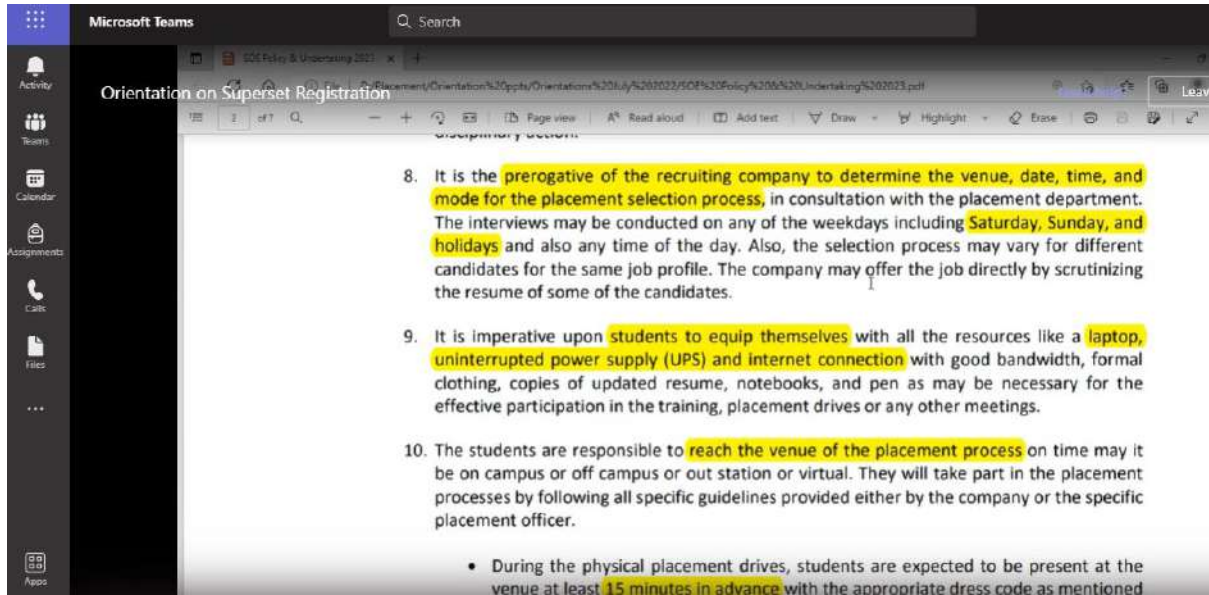 Microsoft Teams
Search
Activity
Teams
Calendar
Assignments
Calls
Files
...
Apps
SOE Policy & Undertaking 2023
Orientation on Superset Registration
Leav
2 of 7
Page view
Read aloud
Add text
Draw
Highlight
Erase
disciplinary action.
8. It is the prerogative of the recruiting company to determine the venue, date, time, and
mode for the placement selection process, in consultation with the placement department.
The interviews may be conducted on any of the weekdays including Saturday, Sunday, and
holidays and also any time of the day. Also, the selection process may vary for different
candidates for the same job profile. The company may offer the job directly by scrutinizing
the resume of some of the candidates.
9. It is imperative upon students to equip themselves with all the resources like a laptop,
uninterrupted power supply (UPS) and internet connection with good bandwidth, formal
clothing, copies of updated resume, notebooks, and pen as may be necessary for the
effective participation in the training, placement drives or any other meetings.
10. The students are responsible to reach the venue of the placement process on time may it
be on campus or off campus or out station or virtual. They will take part in the placement
processes by following all specific guidelines provided either by the company or the specific
placement officer.
• During the physical placement drives, students are expected to be present at the
venue at least 15 minutes in advance with the appropriate dress code as mentioned